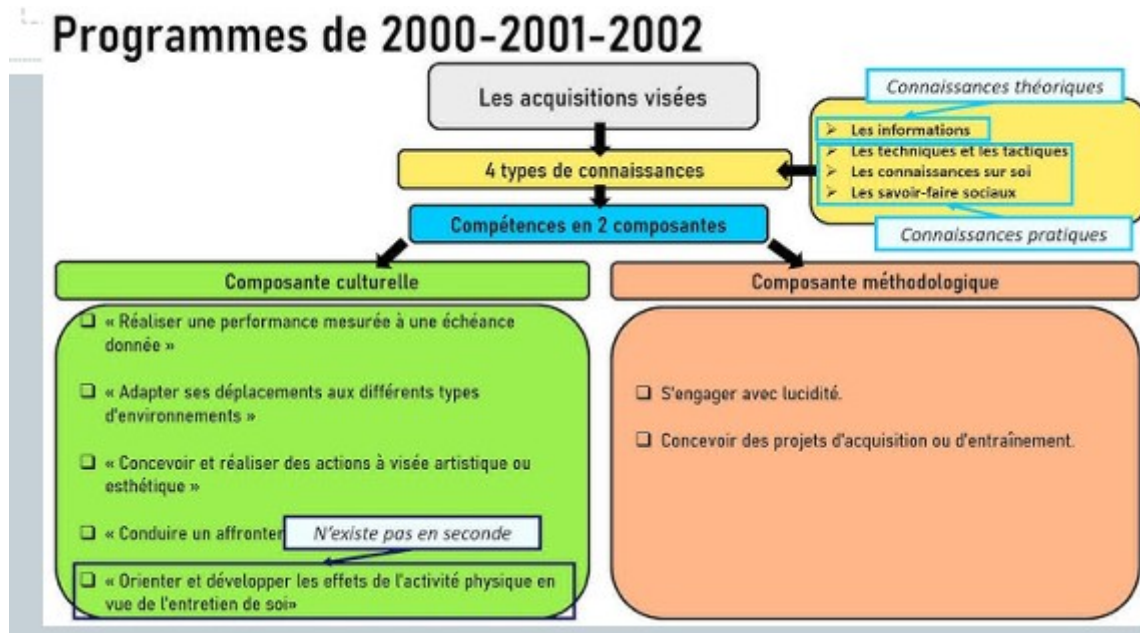 Programmes de 2000-2001-2002
Les acquisitions visées
Connaissances théoriques
➢ Les informations
➢ Les techniques et les tactiques
➢ Les connaissances sur soi
➢ Les savoir-faire sociaux
4 types de connaissances
Connaissances pratiques
Compétences en 2 composantes
Composante culturelle
❑ « Réaliser une performance mesurée à une échéance
donnée »
❑ « Adapter ses déplacements aux différents types
d'environnements »
❑ « Concevoir et réaliser des actions à visée artistique ou
esthétique »
❑ « Conduire un
N'existe pas en seconde
❑ « Orienter et développer les effets de l'activité physique en
vue de l'entretien de soi»
Composante méthodologique
❑ S'engager avec lucidité.
❑ Concevoir des projets d'acquisition ou d'entraînement.